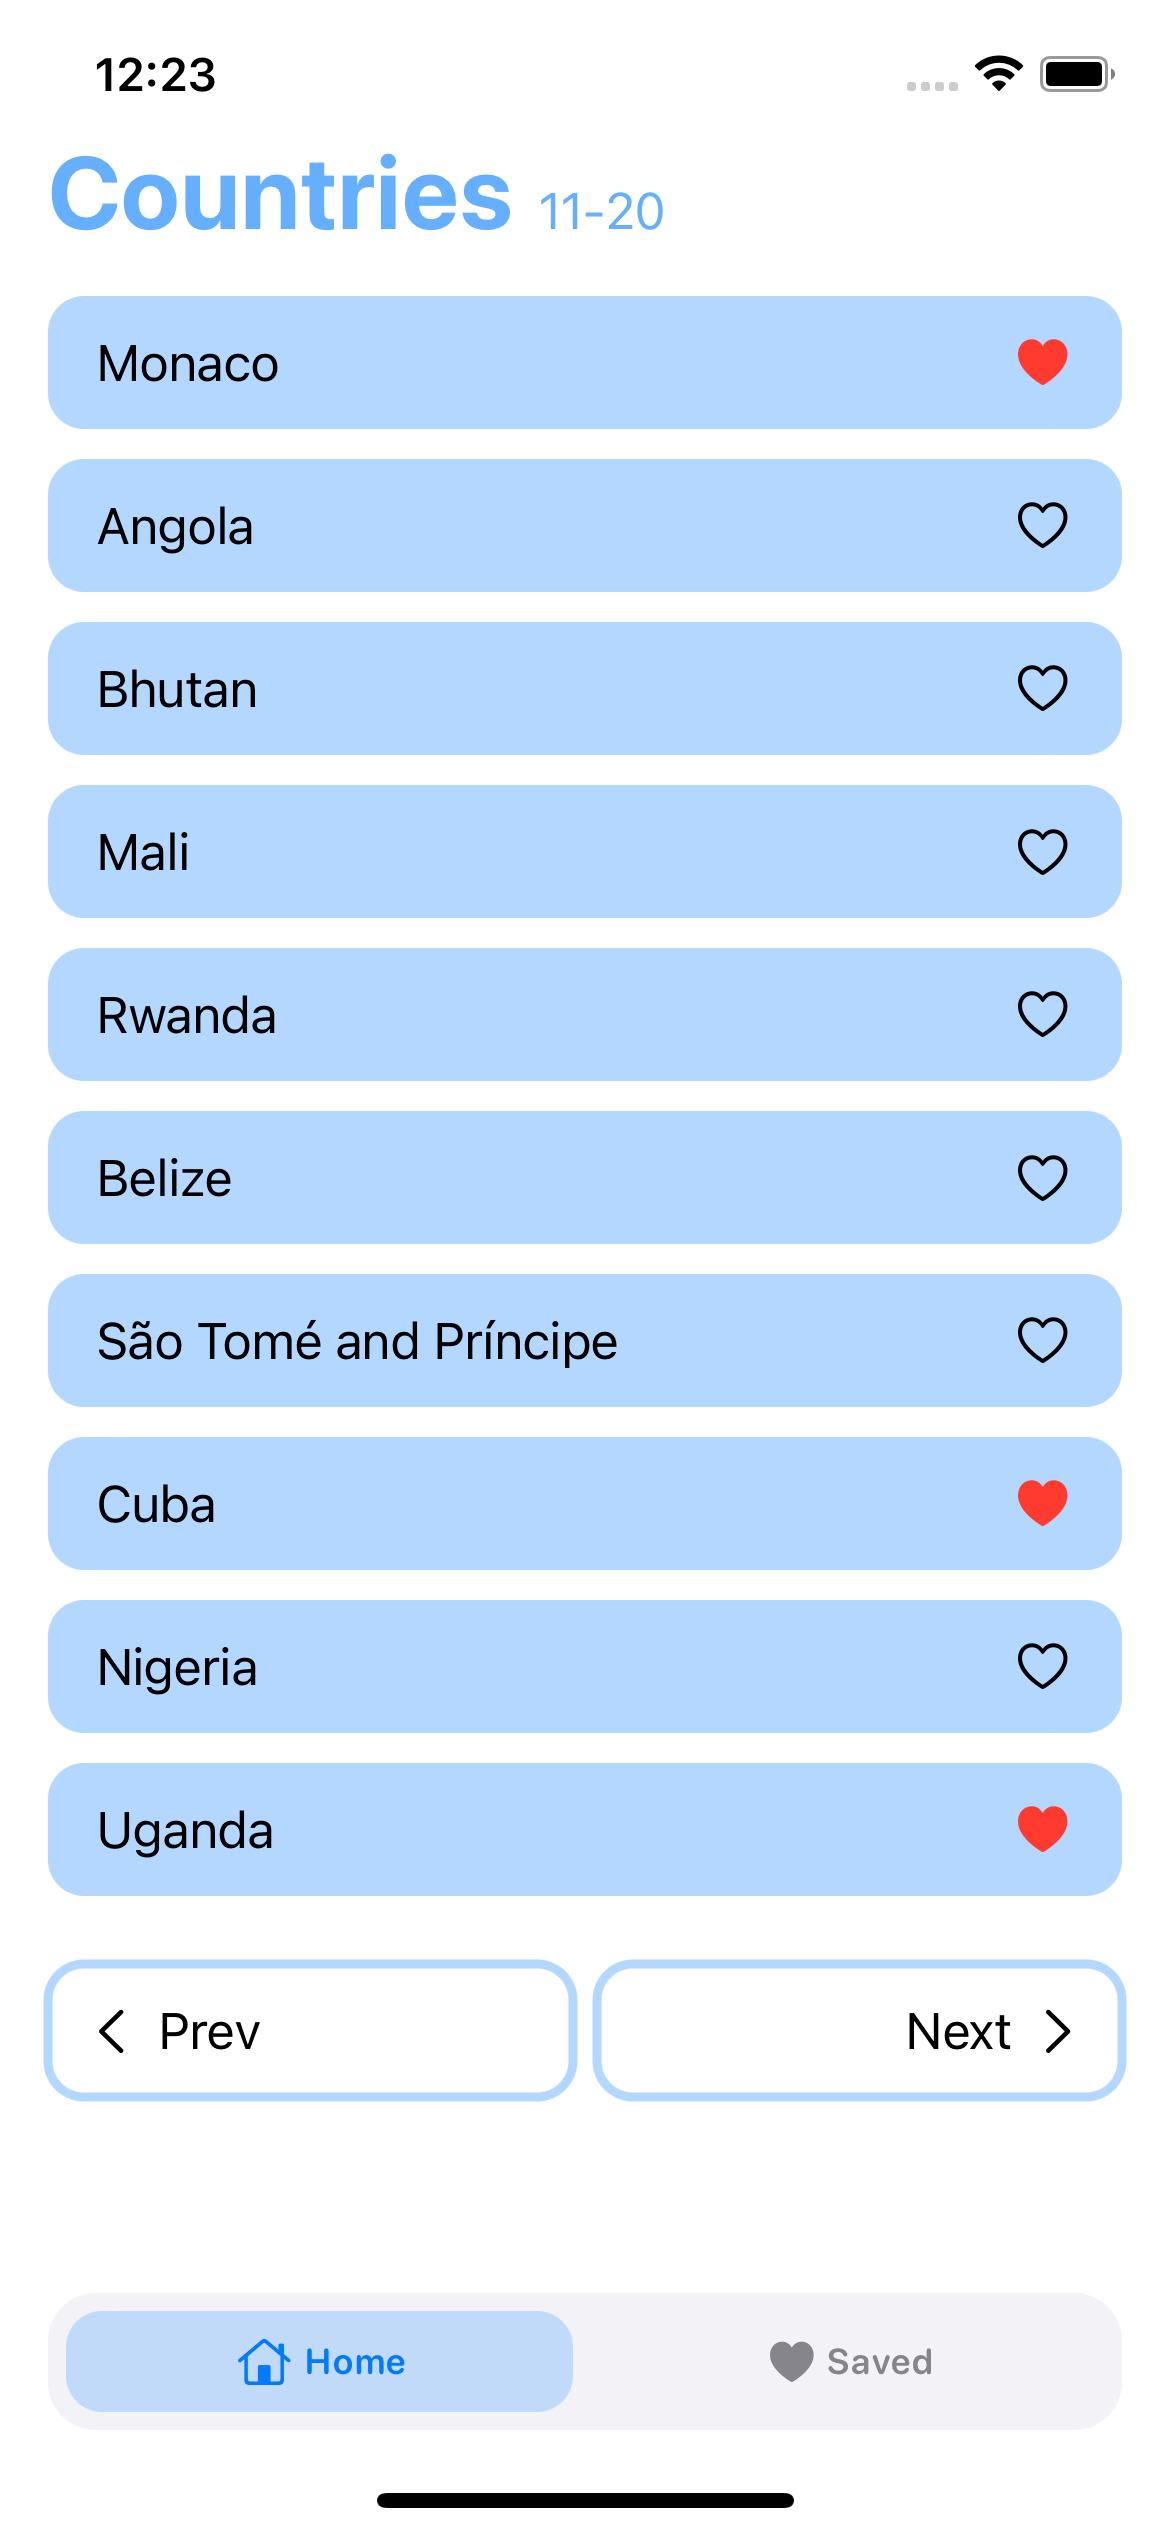 12:23
Countries 11-20
Monaco
Angola
Bhutan
Mali
Rwanda
Belize
São Tomé and Príncipe
Cuba
Nigeria
Uganda
Prev
Next
Home
Saved